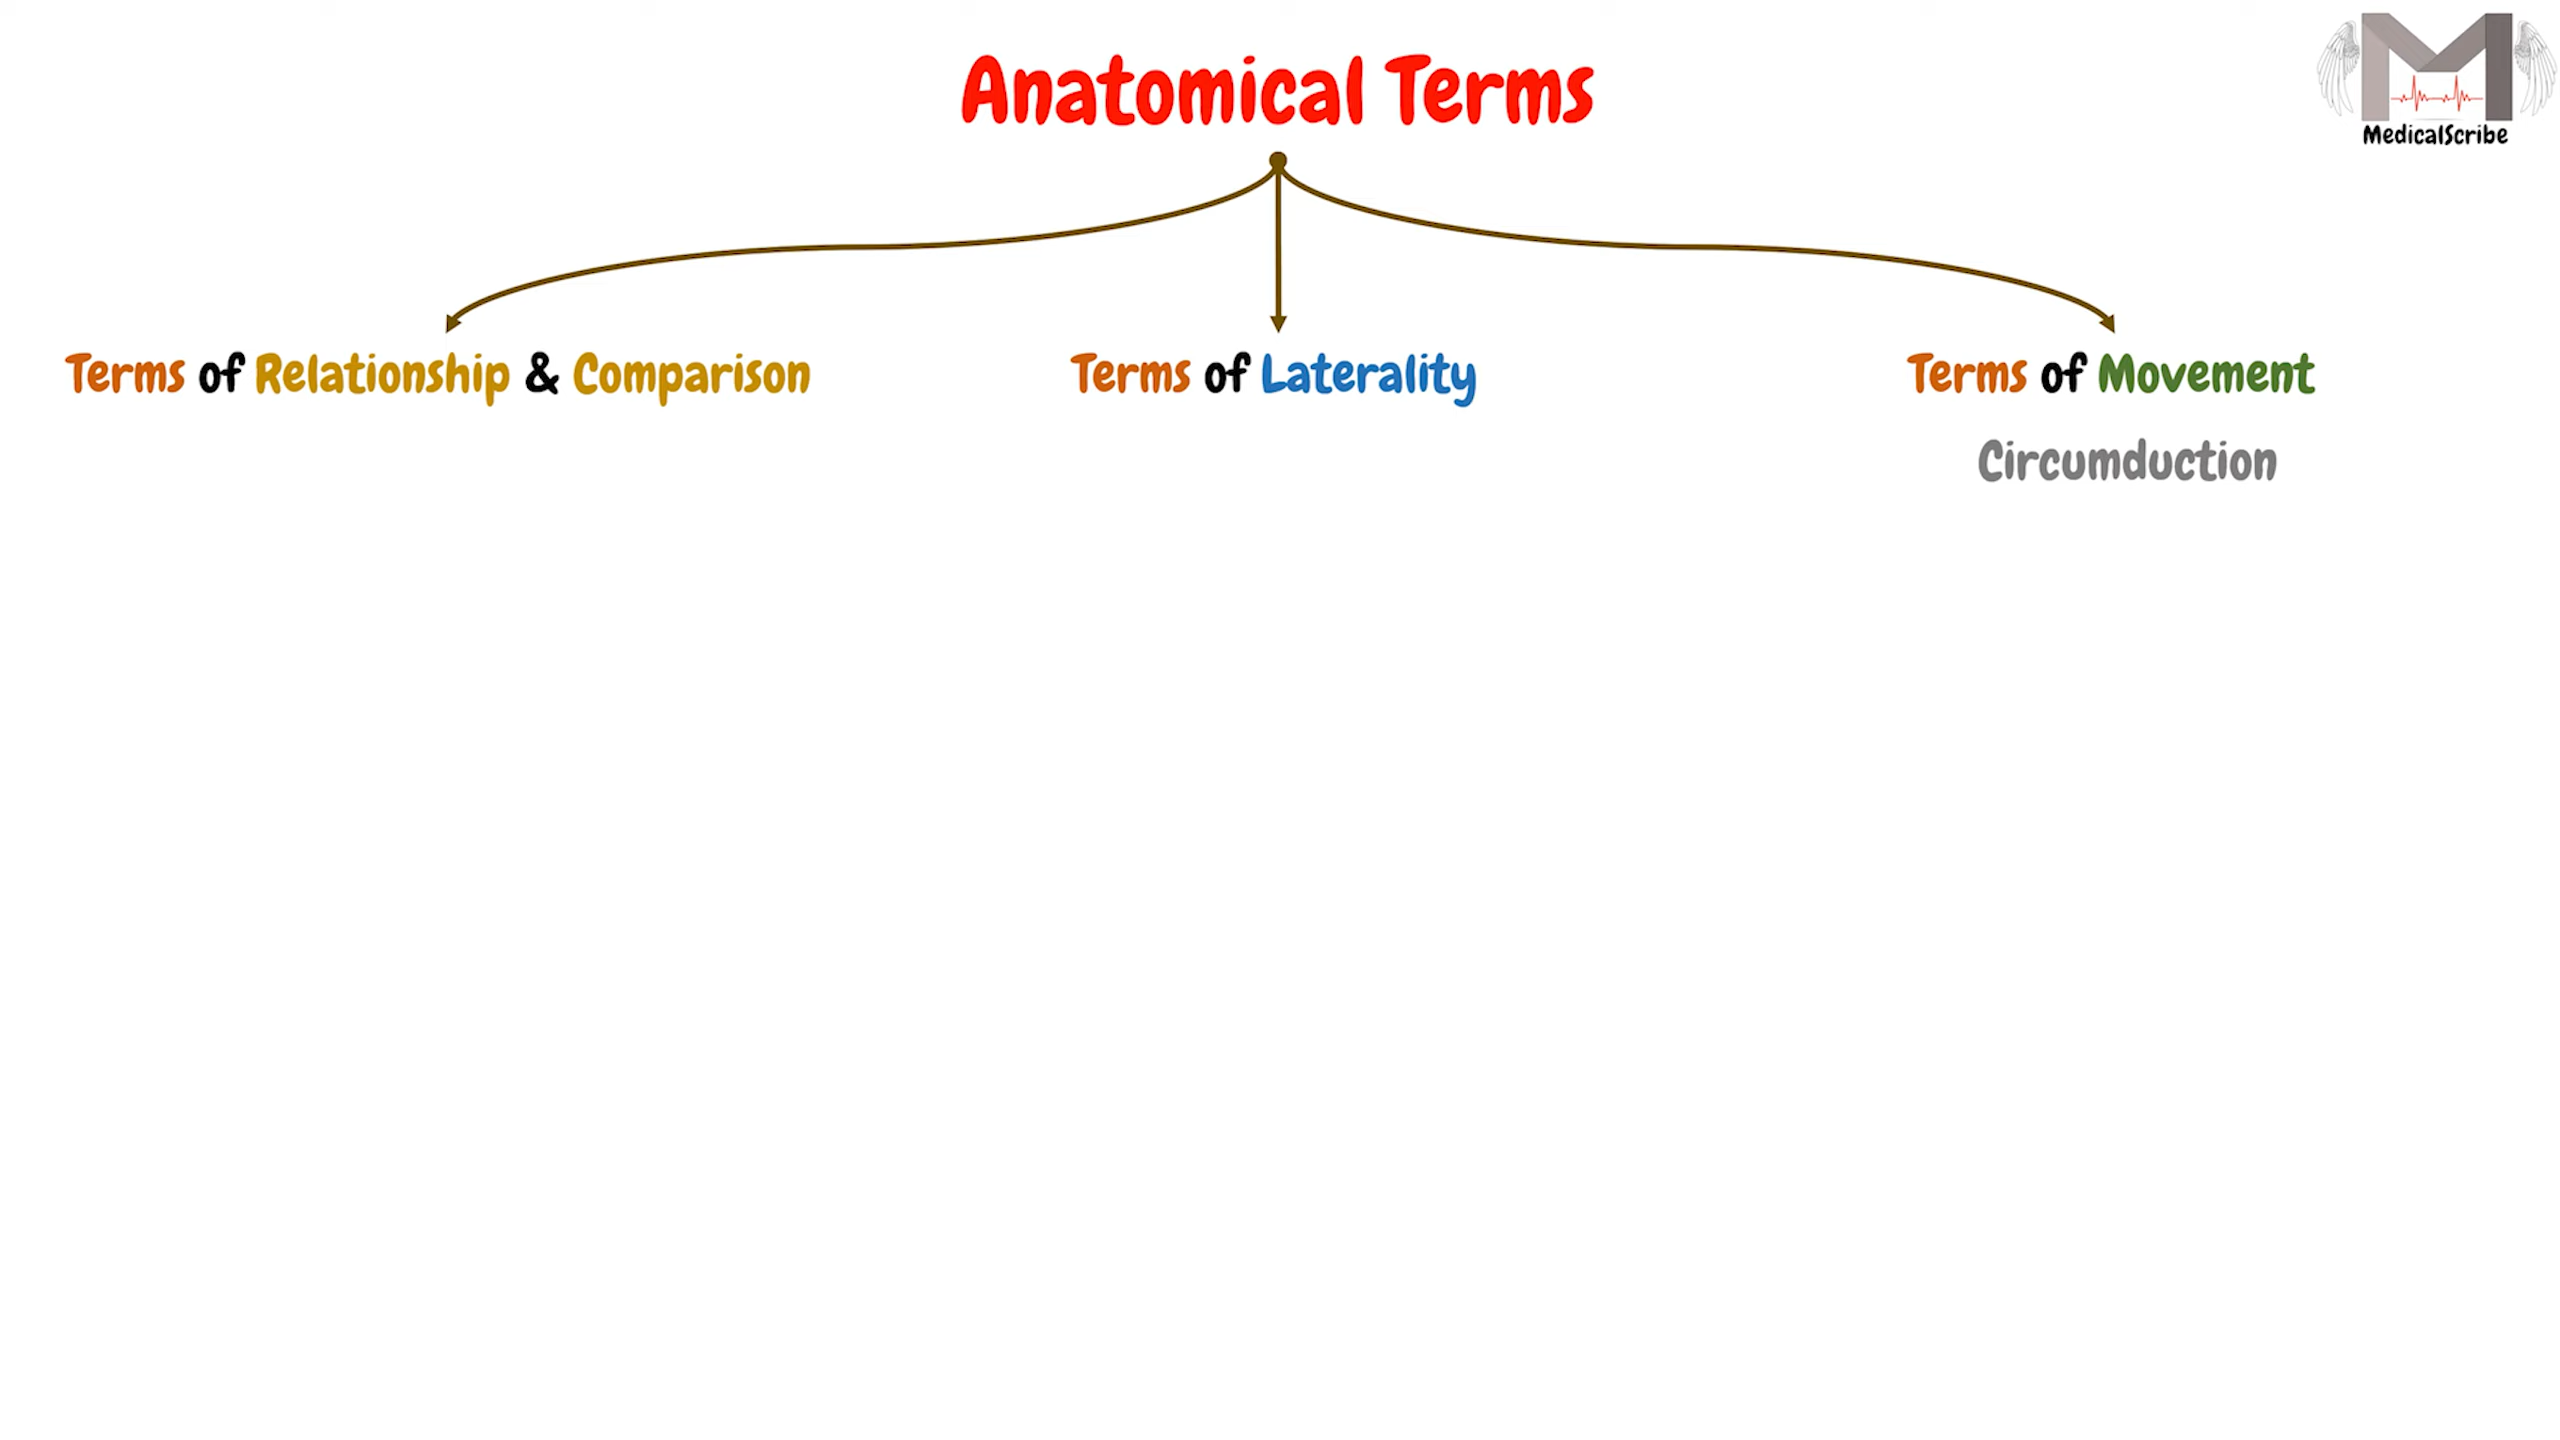 Anatomical Terms
MedicalScribe
Terms of Relationship & Comparison
Terms of Laterality
Terms of Movement
Circumduction